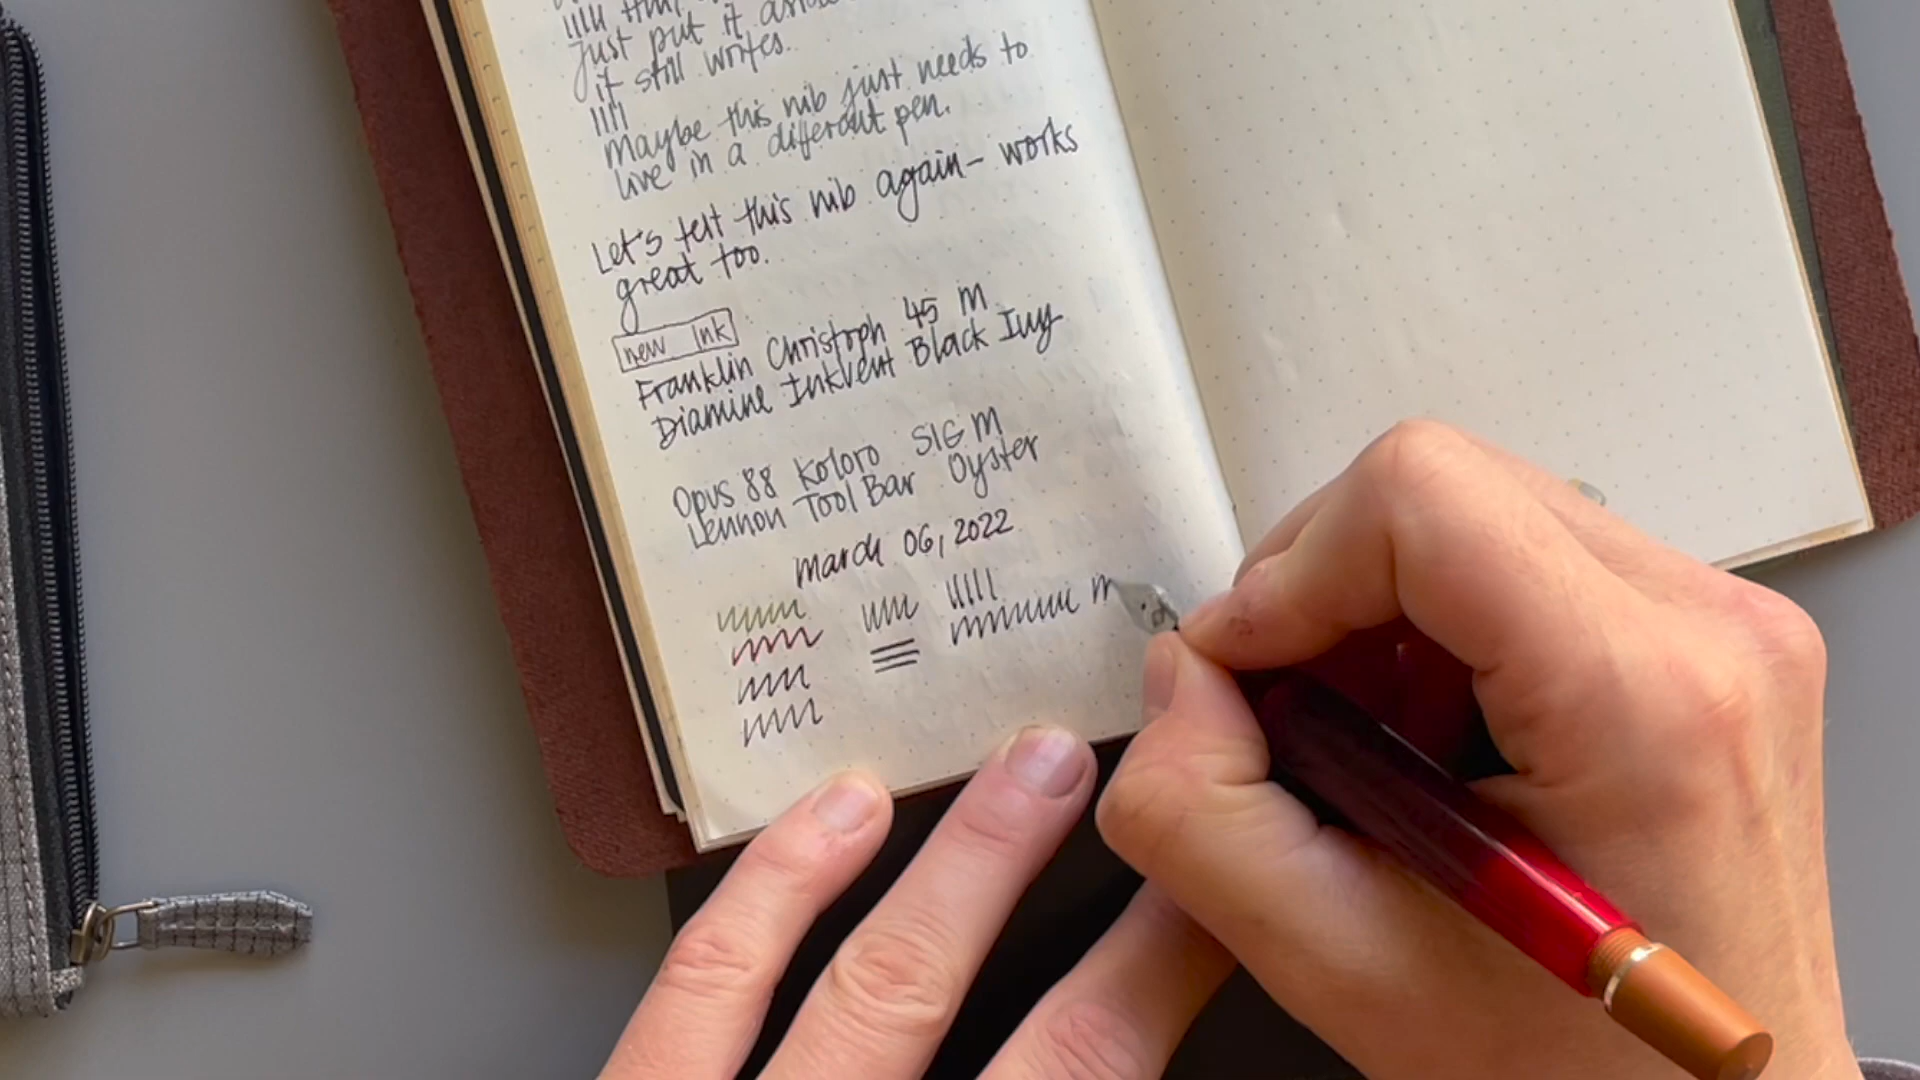 just put it aside
it still writes.
Maybe this nib just needs to
live in a different pen.
Let's test this nib again - works
great too.
new Ink
Franklin Christoph 45 M
Diamine Inkvent Black Ivy
Opus 88 Koloro SIG M
Lennon Tool Bar Oyster
March 06, 2022